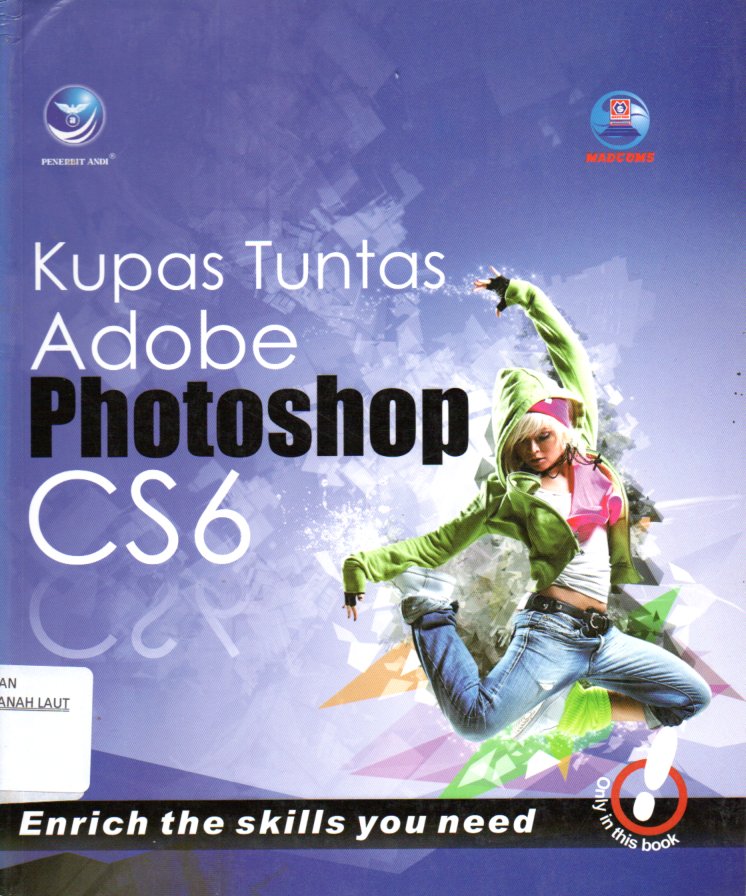 PENERBIT ANDI®
MADCOMS
Kupas Tuntas
Adobe
Photoshop
CS6
AN
ANAH LAUT
Enrich the skills you need
Only in this book